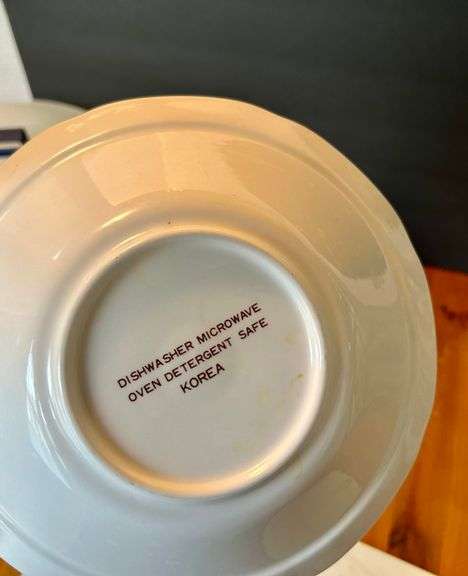 DISHWASHER MICROWAVE
OVEN DETERGENT SAFE
KOREA